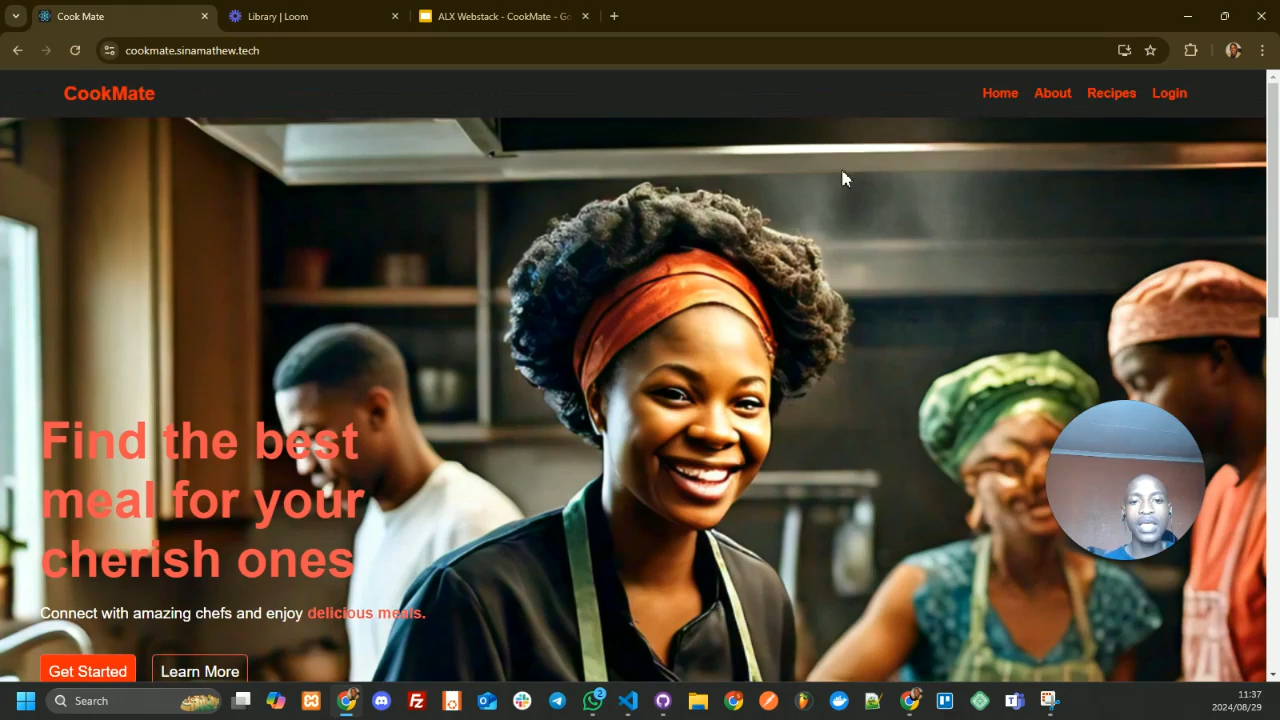 Cook Mate
Library | Loom
ALX Webstack - CookMate - Go
cookmate.sinamathew.tech
CookMate
Home About Recipes Login
Find the best
meal for your
cherish ones
Connect with amazing chefs and enjoy delicious meals.
Get Started Learn More
Search
2
11:37
2024/08/29